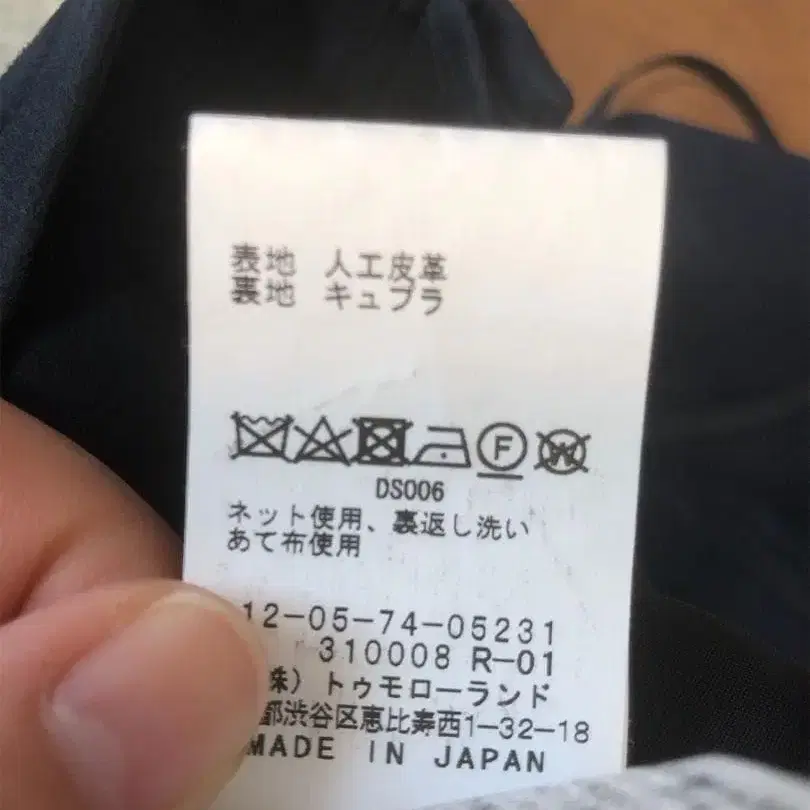 表地 人工皮革
裏地 キュプラ
F W
DS006
ネット使用、裏返し洗い
あて布使用
12-05-74-05231
310008 R-01
株) トゥモローランド
都渋谷区恵比寿西1-32-18
MADE IN JAPAN